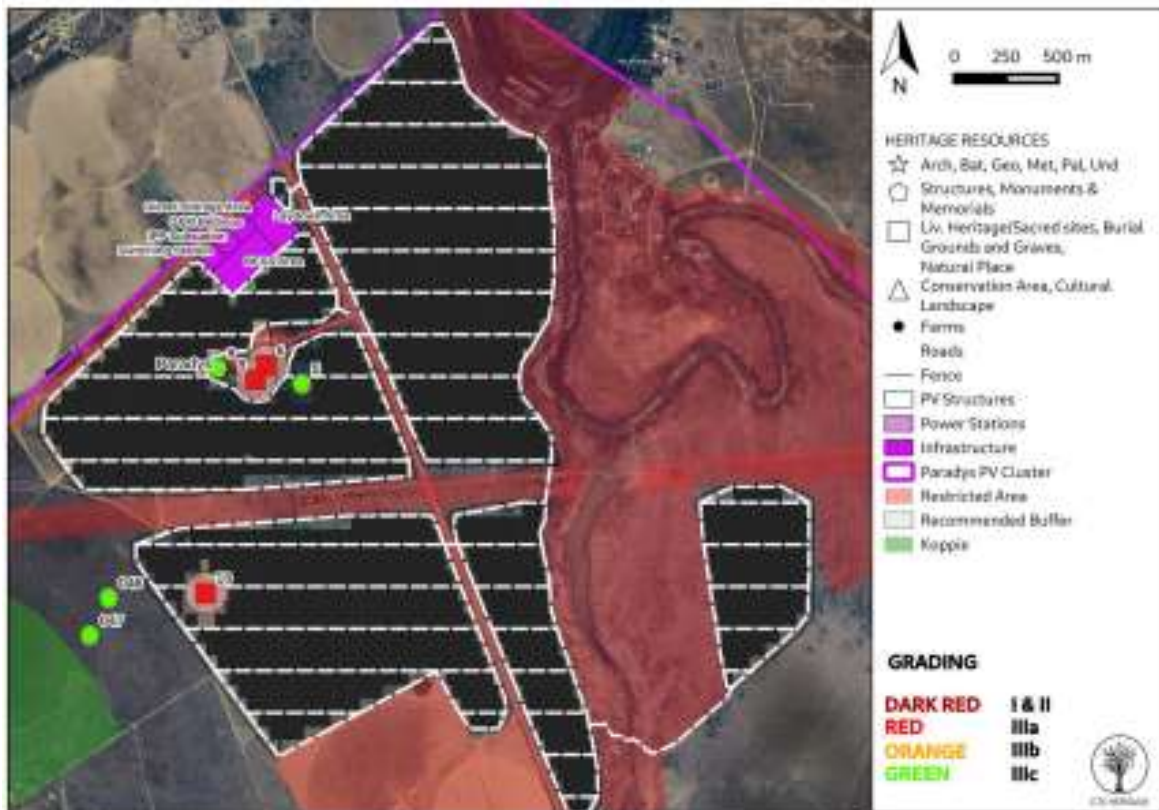 0 250 500 m
N
HERITAGE RESOURCES
Arch, Bat, Geo, Met, Pal, Und
Structures, Monuments &
Memorials
Liv. Heritage/Sacred sites, Burial
Grounds and Graves,
Natural Place
Conservation Area, Cultural
Landscape
Farms
Roads
Fence
PV Structures
Power Stations
Infrastructure
Paradys PV Cluster
Restricted Area
Recommended Buffer
Koppie
GRADING
DARK RED I & II
RED IIIa
ORANGE IIIb
GREEN IIIc
CTS HERITAGE